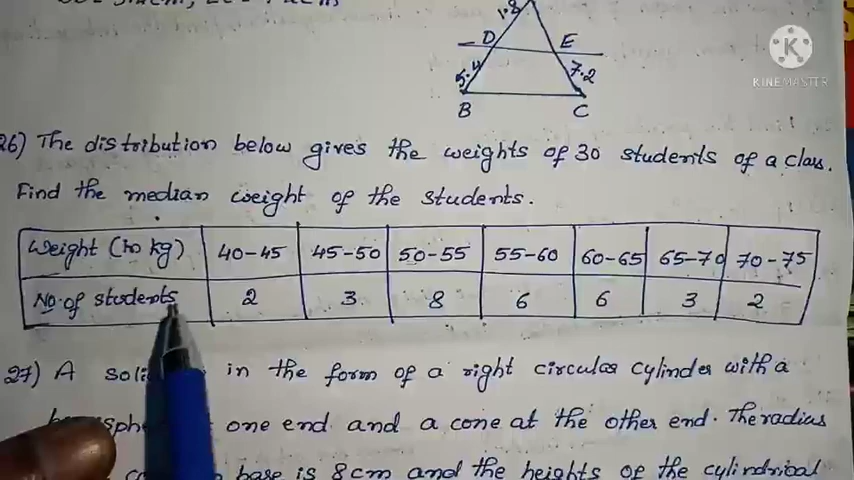 1.8
D E
5.4 7.2
B C
K
KINEMASTER
26) The distribution below gives the weights of 30 students of a class.
Find the median weight of the students.
Weight (in kg) 40-45 45-50 50-55 55-60 60-65 65-70 70-75
No. of students 2 3 8 6 6 3 2
27) A in the form of a right circular cylinder with a
one end and a cone at the other end. The radius
base is 8cm and the heights of the cylindrical